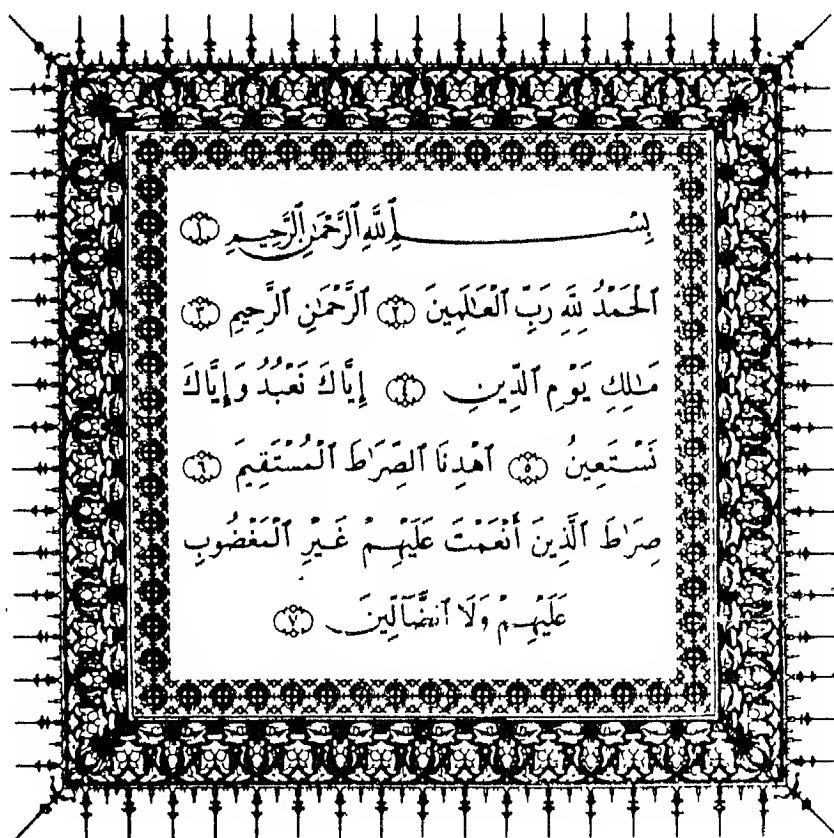 بِسْمِ ٱللَّهِ ٱلرَّحْمَٰنِ ٱلرَّحِيمِ ١
ٱلْحَمْدُ لِلَّهِ رَبِّ ٱلْعَٰلَمِينَ ٢ ٱلرَّحْمَٰنِ ٱلرَّحِيمِ ٣
مَٰلِكِ يَوْمِ ٱلدِّينِ ٤ إِيَّاكَ نَعْبُدُ وَإِيَّاكَ
نَسْتَعِينُ ٥ ٱهْدِنَا ٱلصِّرَٰطَ ٱلْمُسْتَقِيمَ ٦
صِرَٰطَ ٱلَّذِينَ أَنْعَمْتَ عَلَيْهِمْ غَيْرِ ٱلْمَغْضُوبِ
عَلَيْهِمْ وَلَا ٱلضَّآلِّينَ ٧